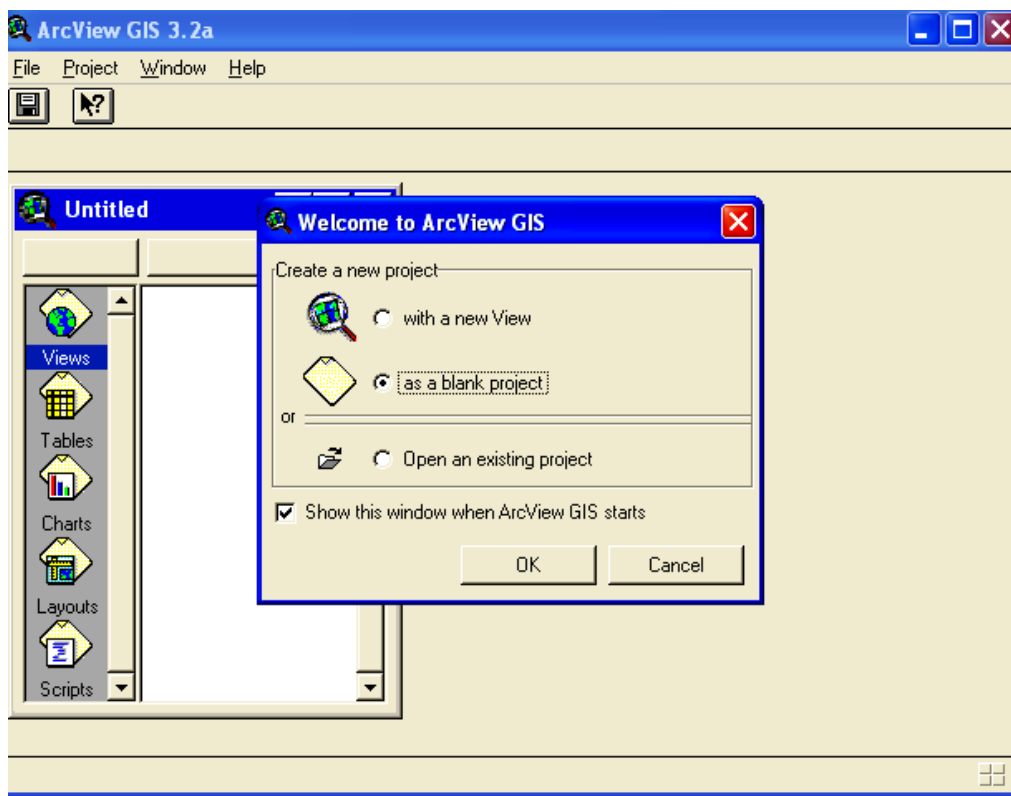 ArcView GIS 3.2a
File Project Window Help
Untitled
Welcome to ArcView GIS
Create a new project
with a new View
as a blank project
or
Open an existing project
Show this window when ArcView GIS starts
OK Cancel
Views
Tables
Charts
Layouts
Scripts